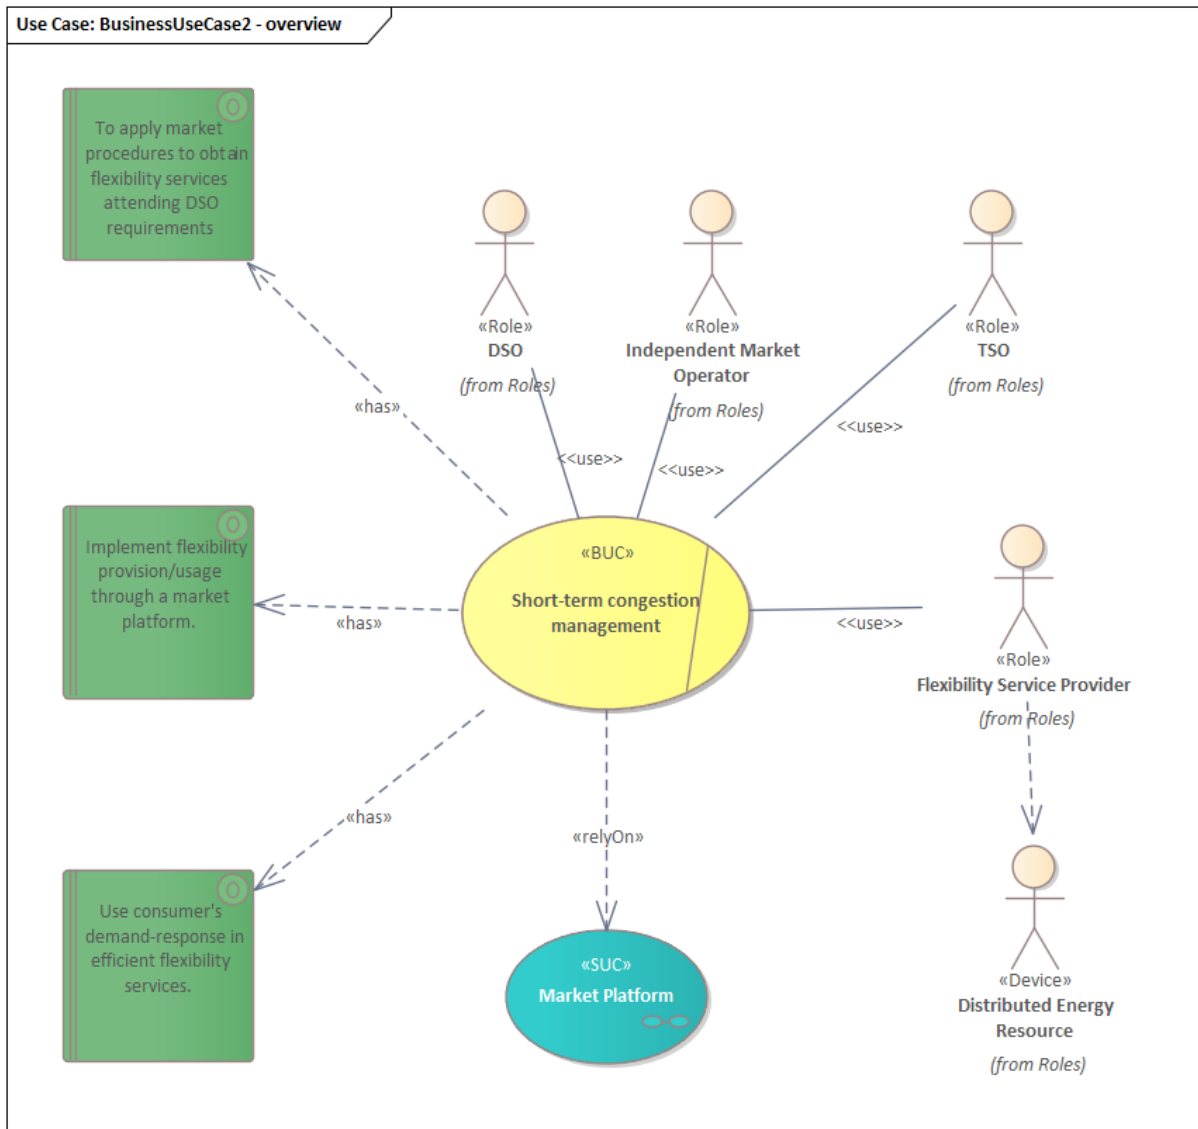 Use Case: BusinessUseCase2 - overview
To apply market
procedures to obtain
flexibility services
attending DSO
requirements
«Role»
DSO
(from Roles)
«Role»
Independent Market
Operator
(from Roles)
«Role»
TSO
(from Roles)
«has»
<<use>>
<<use>>
<<use>>
Implement flexibility
provision/usage
through a market
platform.
«has»
«BUC»
Short-term congestion
management
<<use>>
«Role»
Flexibility Service Provider
(from Roles)
«has»
«relyOn»
Use consumer's
demand-response in
efficient flexibility
services.
«SUC»
Market Platform
«Device»
Distributed Energy
Resource
(from Roles)